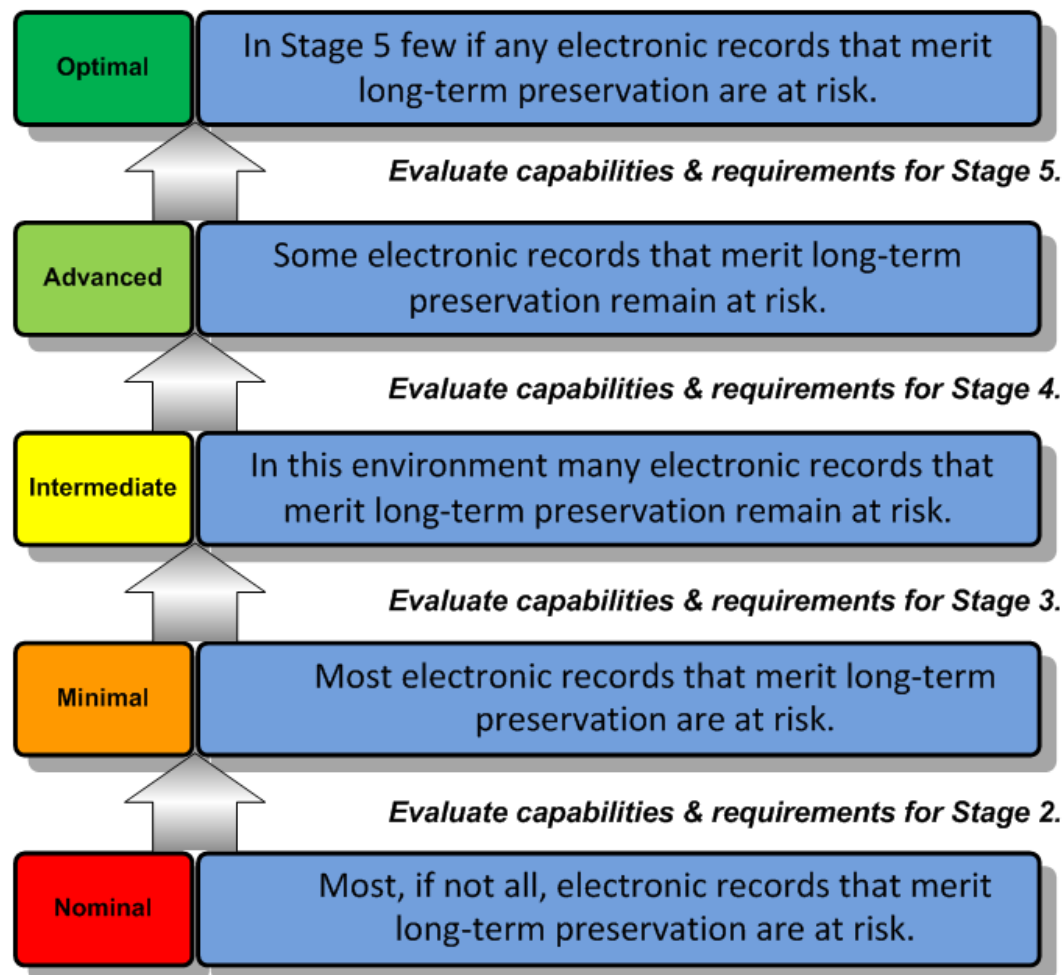 Optimal
In Stage 5 few if any electronic records that merit
long-term preservation are at risk.
Evaluate capabilities & requirements for Stage 5.
Advanced
Some electronic records that merit long-term
preservation remain at risk.
Evaluate capabilities & requirements for Stage 4.
Intermediate
In this environment many electronic records that
merit long-term preservation remain at risk.
Evaluate capabilities & requirements for Stage 3.
Minimal
Most electronic records that merit long-term
preservation are at risk.
Evaluate capabilities & requirements for Stage 2.
Nominal
Most, if not all, electronic records that merit
long-term preservation are at risk.